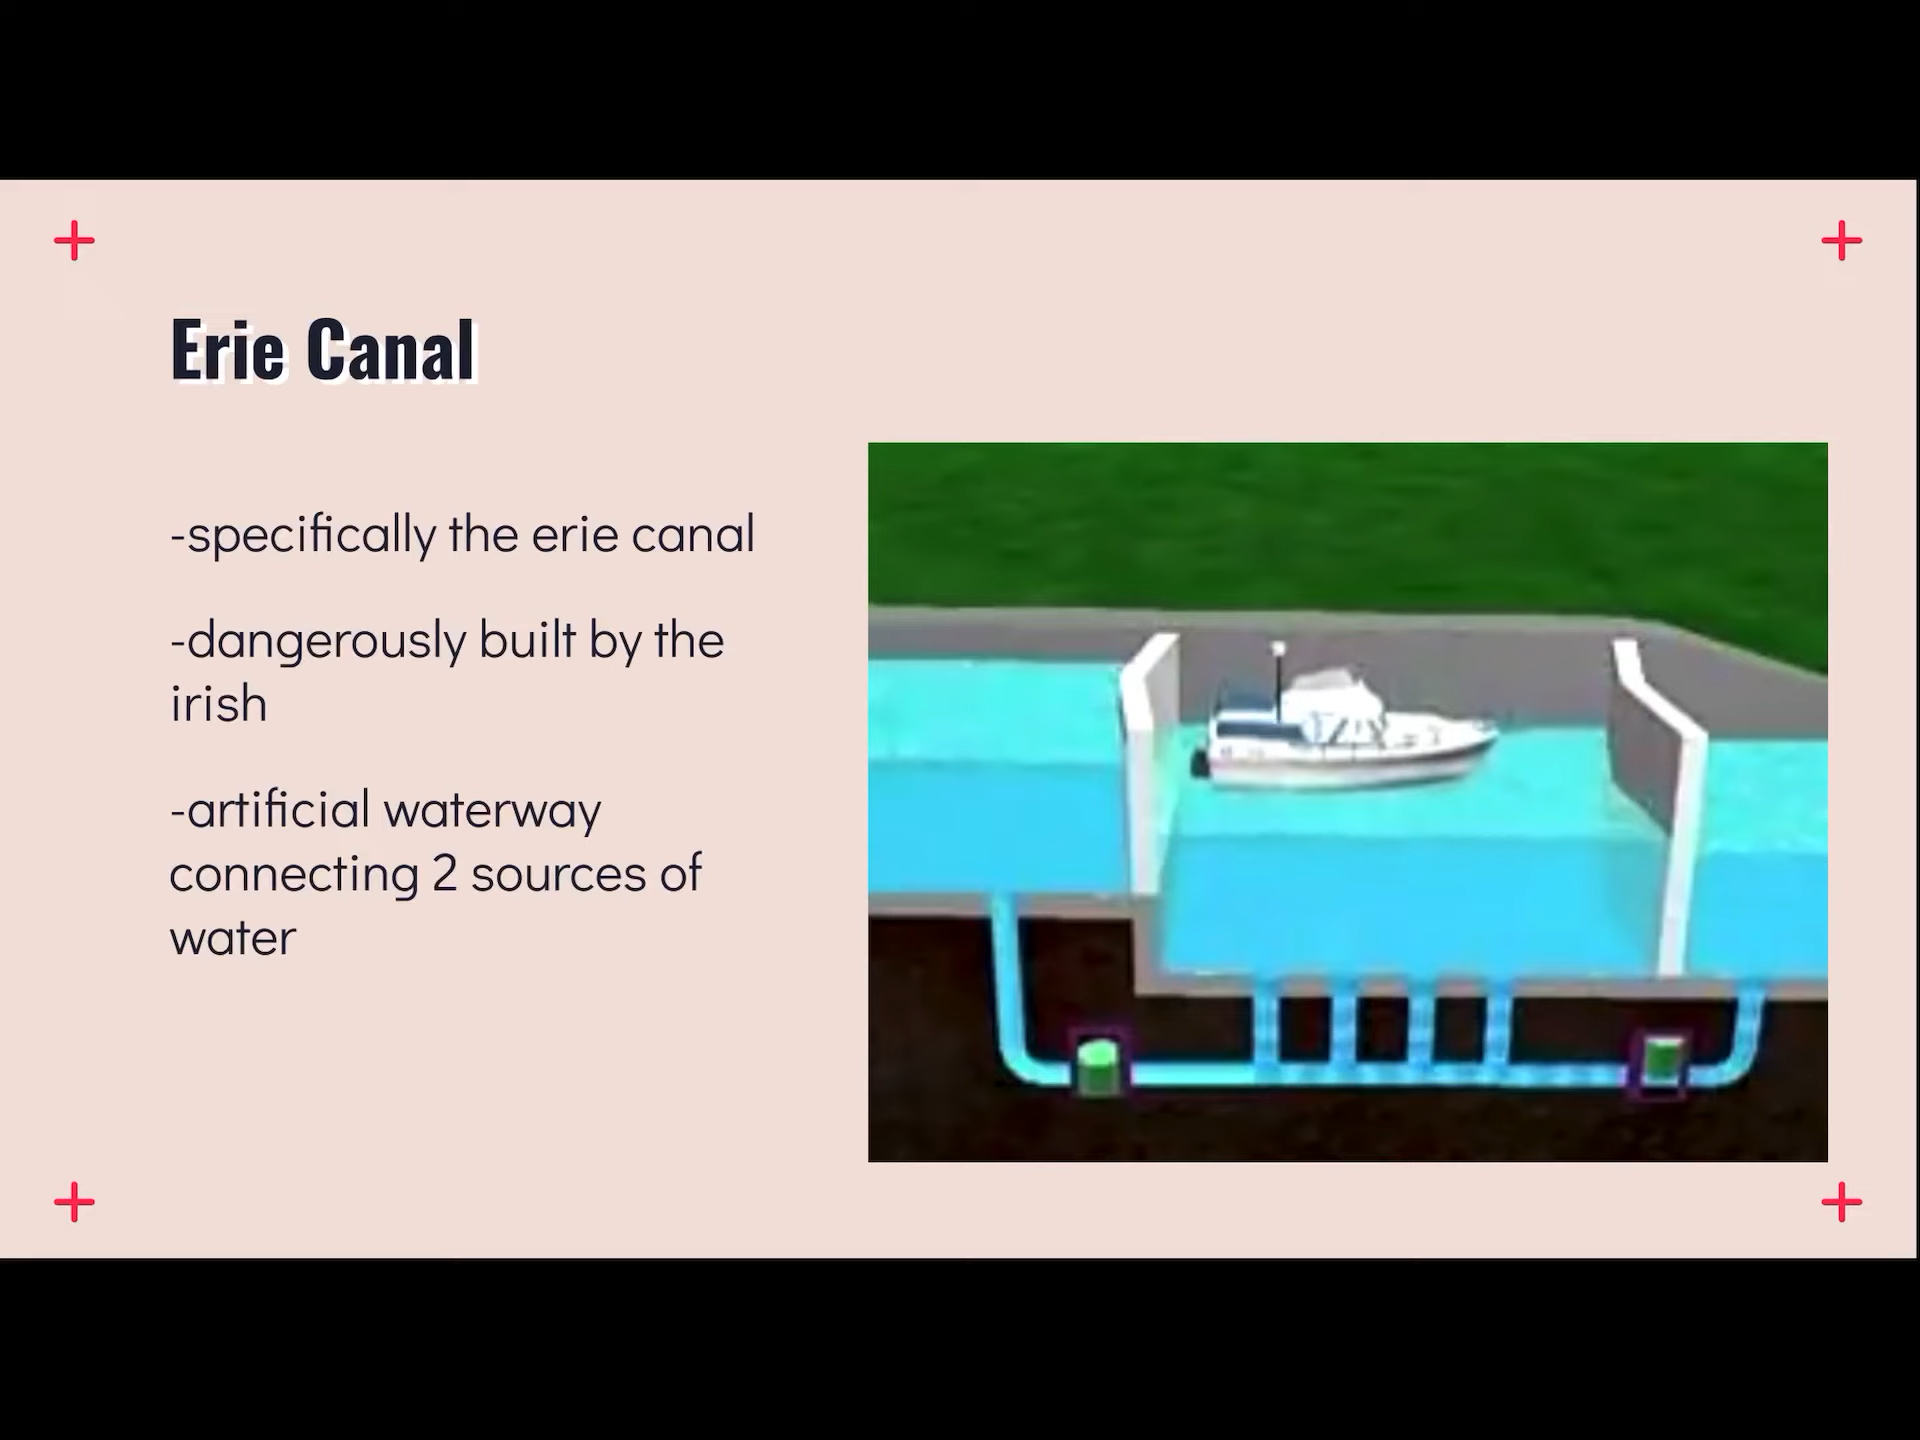 Erie Canal
-specifically the erie canal
-dangerously built by the
irish
-artificial waterway
connecting 2 sources of
water